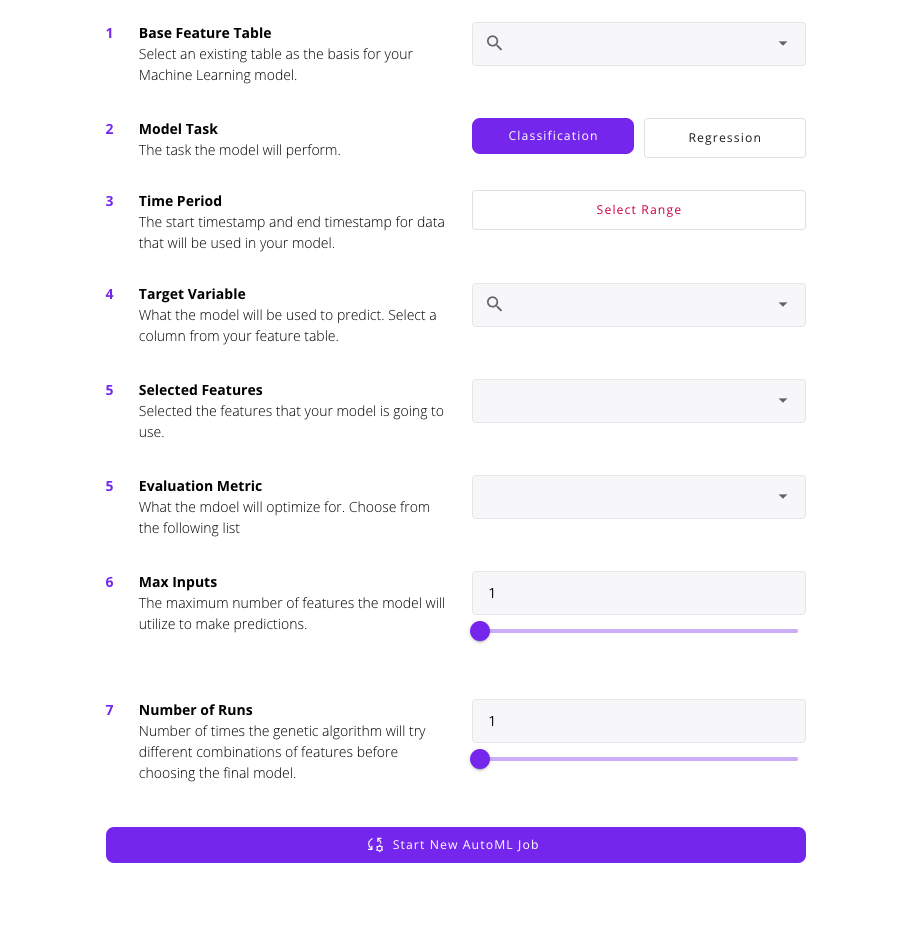 1 Base Feature Table
Select an existing table as the basis for your
Machine Learning model.
2 Model Task
The task the model will perform.
Classification Regression
3 Time Period
The start timestamp and end timestamp for data
that will be used in your model.
Select Range
4 Target Variable
What the model will be used to predict. Select a
column from your feature table.
5 Selected Features
Selected the features that your model is going to
use.
5 Evaluation Metric
What the mdoel will optimize for. Choose from
the following list
6 Max Inputs
The maximum number of features the model will
utilize to make predictions.
1
7 Number of Runs
Number of times the genetic algorithm will try
different combinations of features before
choosing the final model.
1
Start New AutoML Job